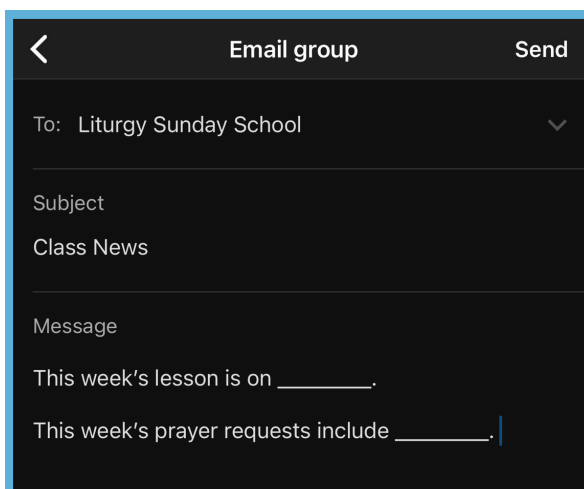 Email group Send
To: Liturgy Sunday School
Subject
Class News
Message
This week's lesson is on ________.
This week's prayer requests include ________.